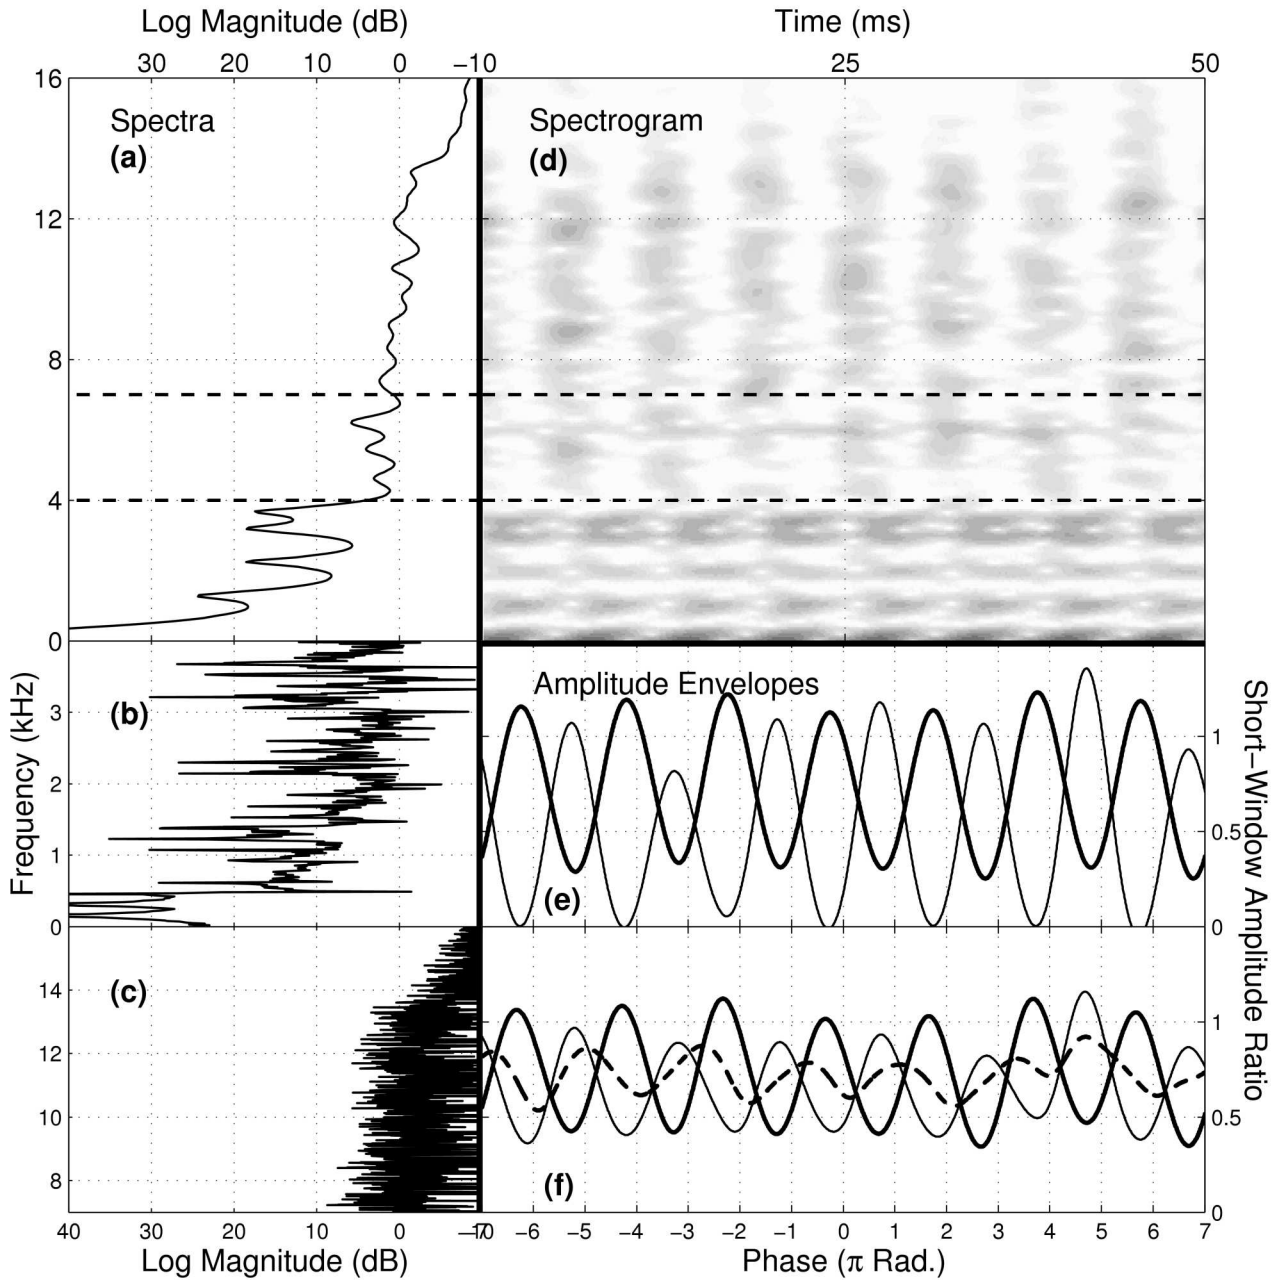 Log Magnitude (dB)
Time (ms)
30 20 10 0 −10
25 50
16
12
8
4
0
Spectra
(a)
Spectrogram
(d)
Frequency (kHz)
3
2
1
0
(b)
Amplitude Envelopes
(e)
1
0.5
0
Short−Window Amplitude Ratio
14
12
10
8
(c)
(f)
1
0.5
0
40 30 20 10 0
−6 −5 −4 −3 −2 −1 0 1 2 3 4 5 6 7
Log Magnitude (dB)
Phase (π Rad.)